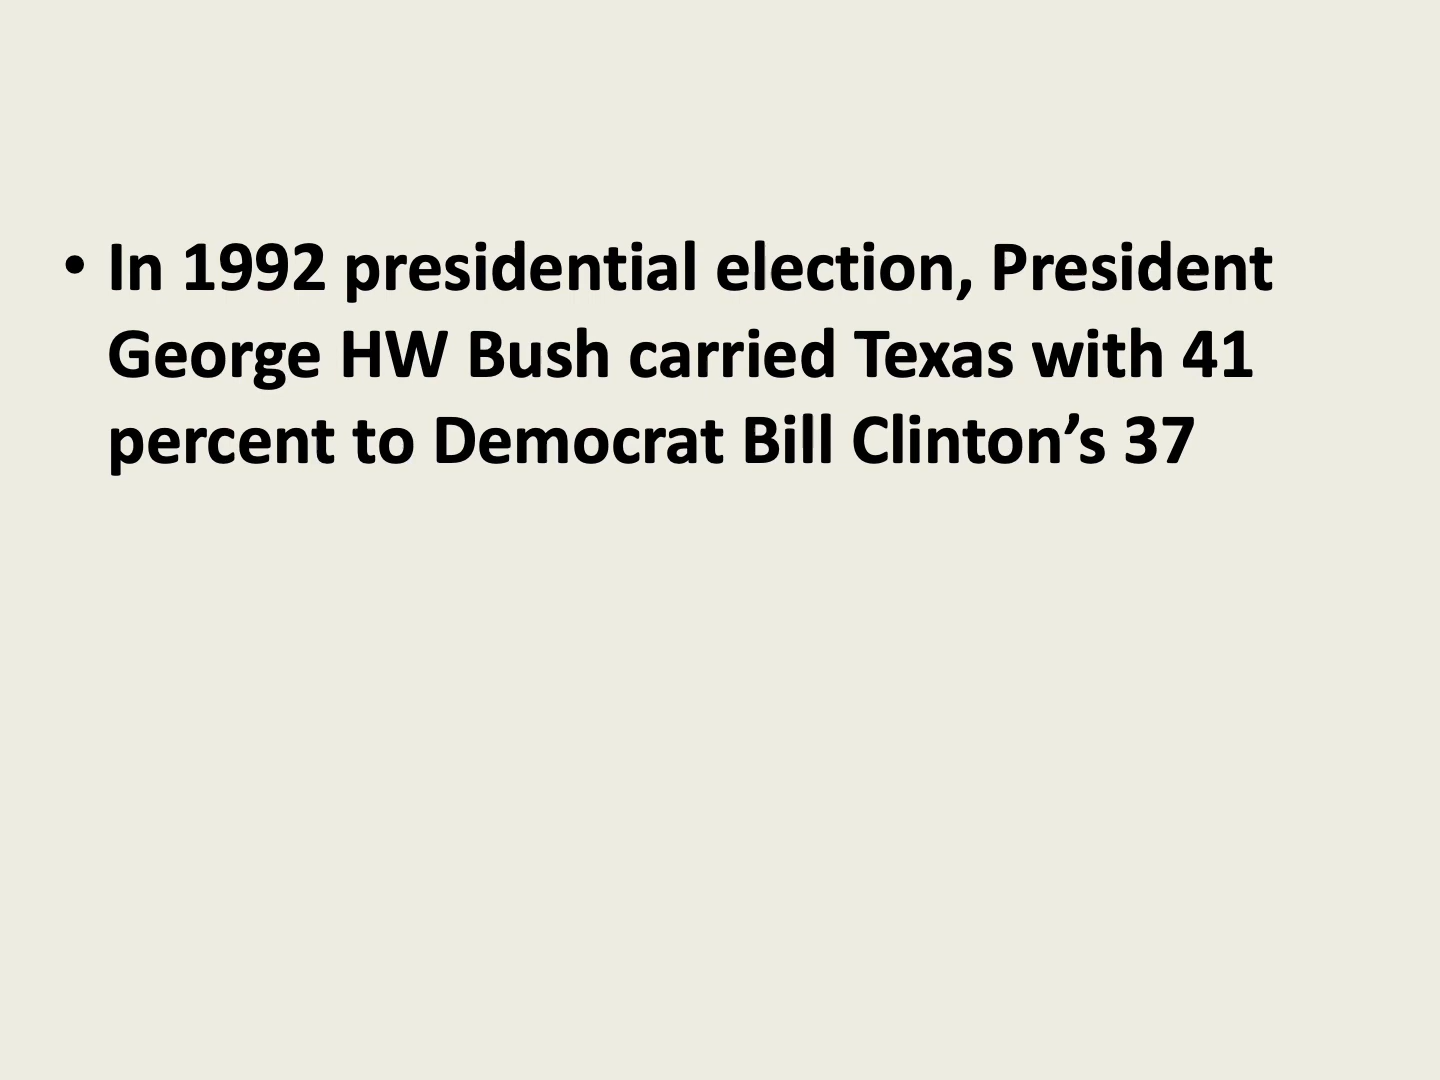 • In 1992 presidential election, President
George HW Bush carried Texas with 41
percent to Democrat Bill Clinton’s 37